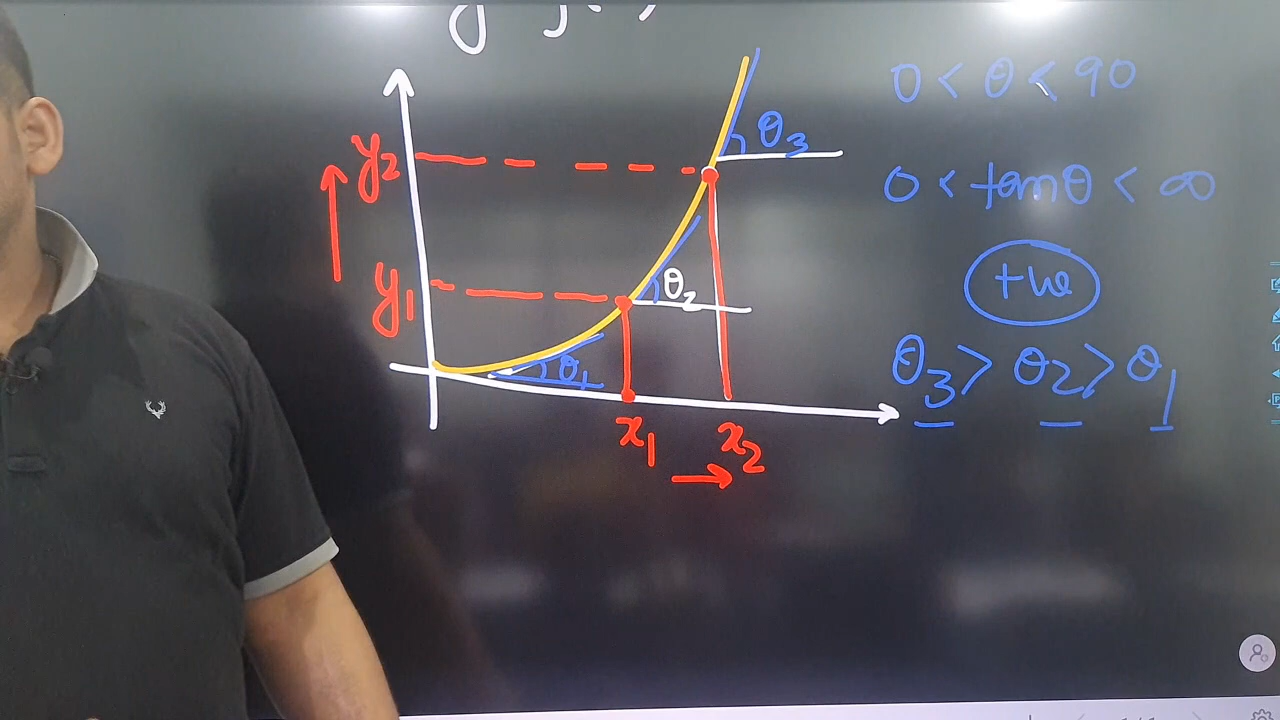 y₂
θ₃
y₁
θ₂
θ₁
x₁
x₂
0 < θ < 90
0 < tanθ < ∞
+ve
θ₃ > θ₂ > θ₁